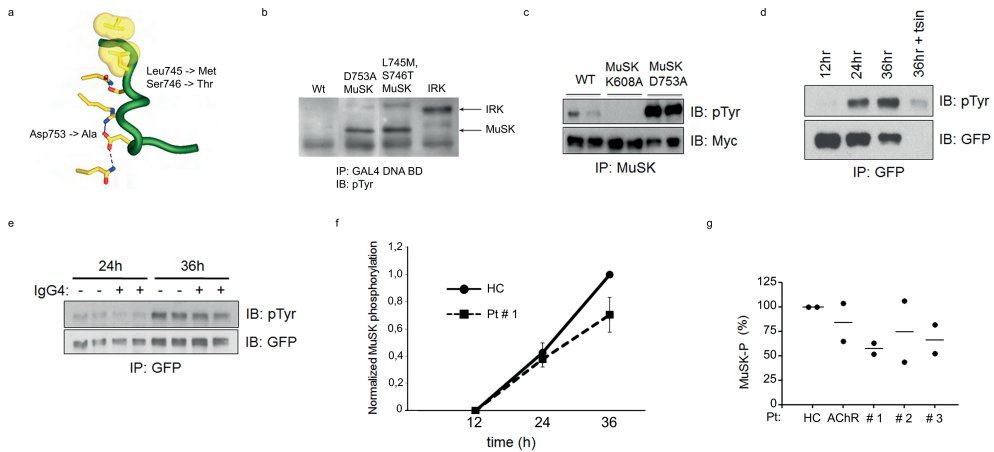 a
Leu745 -> Met
Ser746 -> Thr
Asp753 -> Ala
b
Wt
D753A
MuSK
L745M,
S746T
MuSK
IRK
IRK
MuSK
IP: GAL4 DNA BD
IB: pTyr
c
WT
MuSK
K608A
MuSK
D753A
IB: pTyr
IB: Myc
IP: MuSK
d
12hr
24hr
36hr
36hr + tsin
IB: pTyr
IB: GFP
IP: GFP
e
24h 36h
IgG4: - - + + - - + +
IB: pTyr
IB: GFP
IP: GFP
f
Normalized MuSK phosphorylation
1,2
1
0,8
0,6
0,4
0,2
0
HC
Pt # 1
12 24 36
time (h)
g
MuSK-P (%)
125
100
75
50
25
0
Pt: HC AChR # 1 # 2 # 3